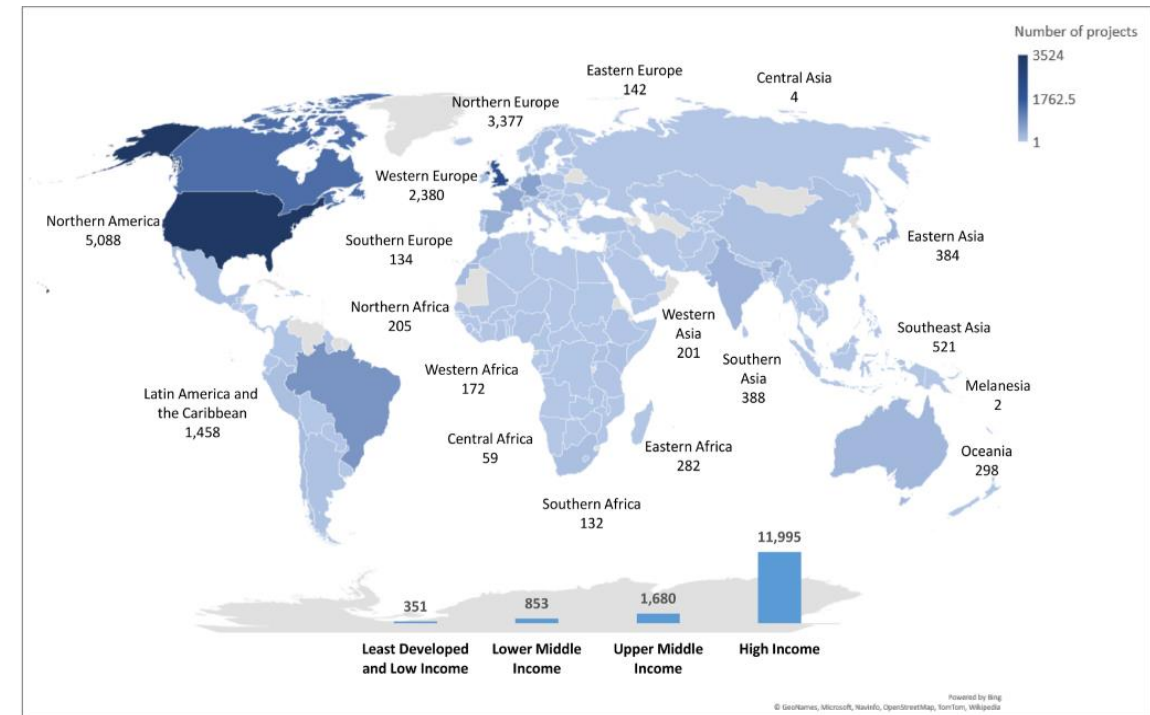 Number of projects
3524
1762.5
1
Eastern Europe
142
Central Asia
4
Northern Europe
3,377
Western Europe
2,380
Northern America
5,088
Southern Europe
134
Eastern Asia
384
Northern Africa
205
Western
Asia
201
Southeast Asia
521
Southern
Asia
388
Western Africa
172
Melanesia
2
Latin America and
the Caribbean
1,458
Central Africa
59
Eastern Africa
282
Oceania
298
Southern Africa
132
11,995
1,680
853
351
Least Developed
and Low Income
Lower Middle
Income
Upper Middle
Income
High Income
Powered by Bing
© GeoNames, Microsoft, Navinfo, OpenStreetMap, TomTom, Wikipedia